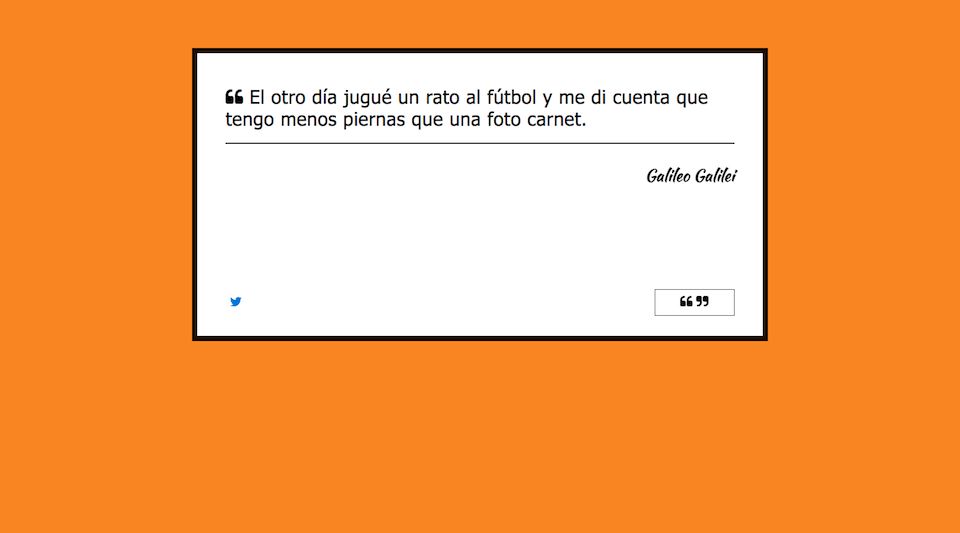 ❝ El otro día jugué un rato al fútbol y me di cuenta que
tengo menos piernas que una foto carnet.
Galileo Galilei
❝ ❞